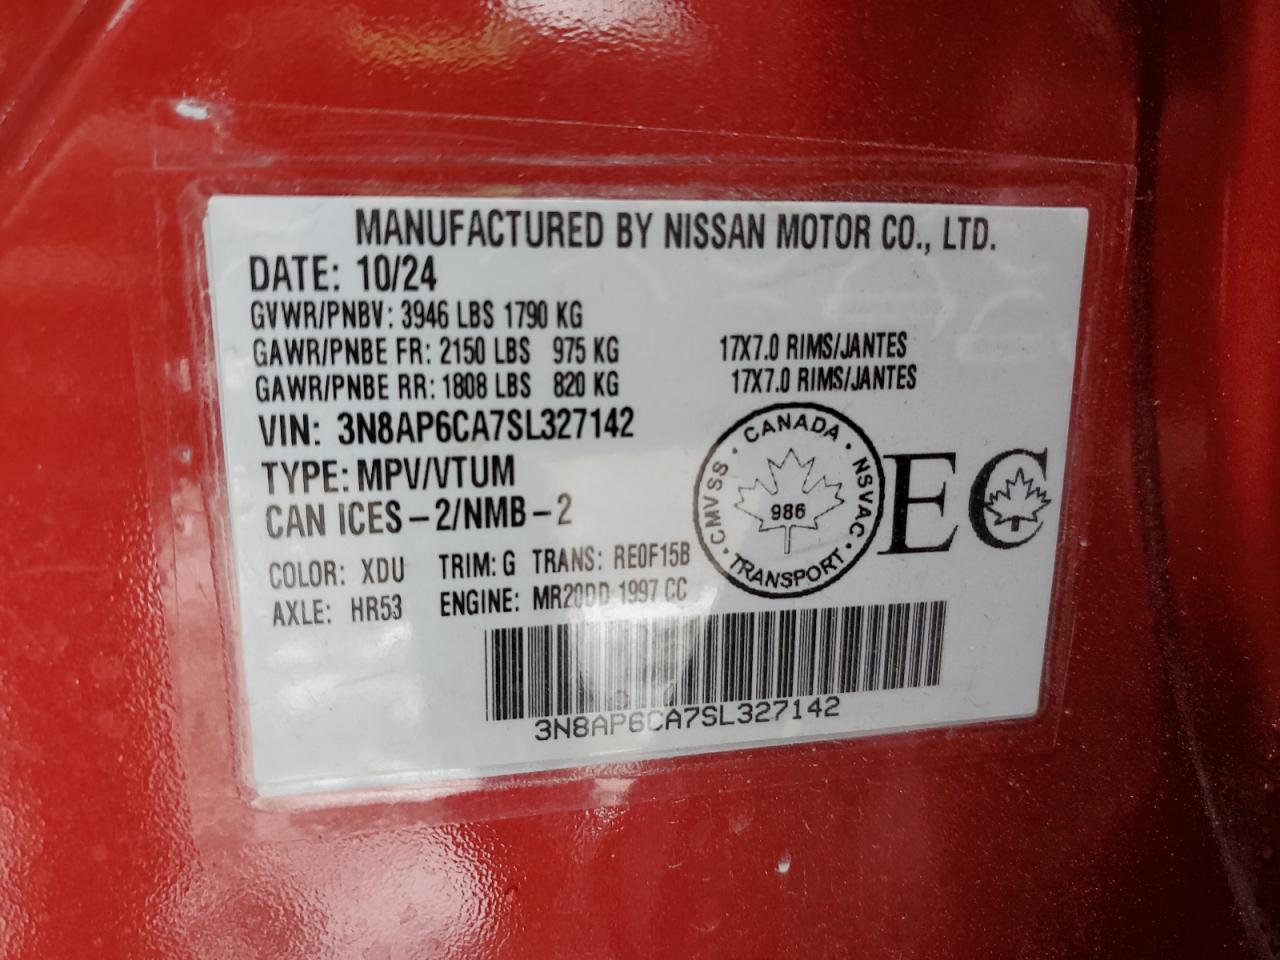 MANUFACTURED BY NISSAN MOTOR CO., LTD.
DATE: 10/24
GVWR/PNBV: 3946 LBS 1790 KG
GAWR/PNBE FR: 2150 LBS 975 KG 17X7.0 RIMS/JANTES
GAWR/PNBE RR: 1808 LBS 820 KG 17X7.0 RIMS/JANTES
VIN: 3N8AP6CA7SL327142
TYPE: MPV/VTUM
CAN ICES-2/NMB-2
CANADA · NSVAC · TRANSPORT · CMVSS ·
986
EC
COLOR: XDU TRIM: G TRANS: RE0F15B
AXLE: HR53 ENGINE: MR20DD 1997 CC
3N8AP6CA7SL327142